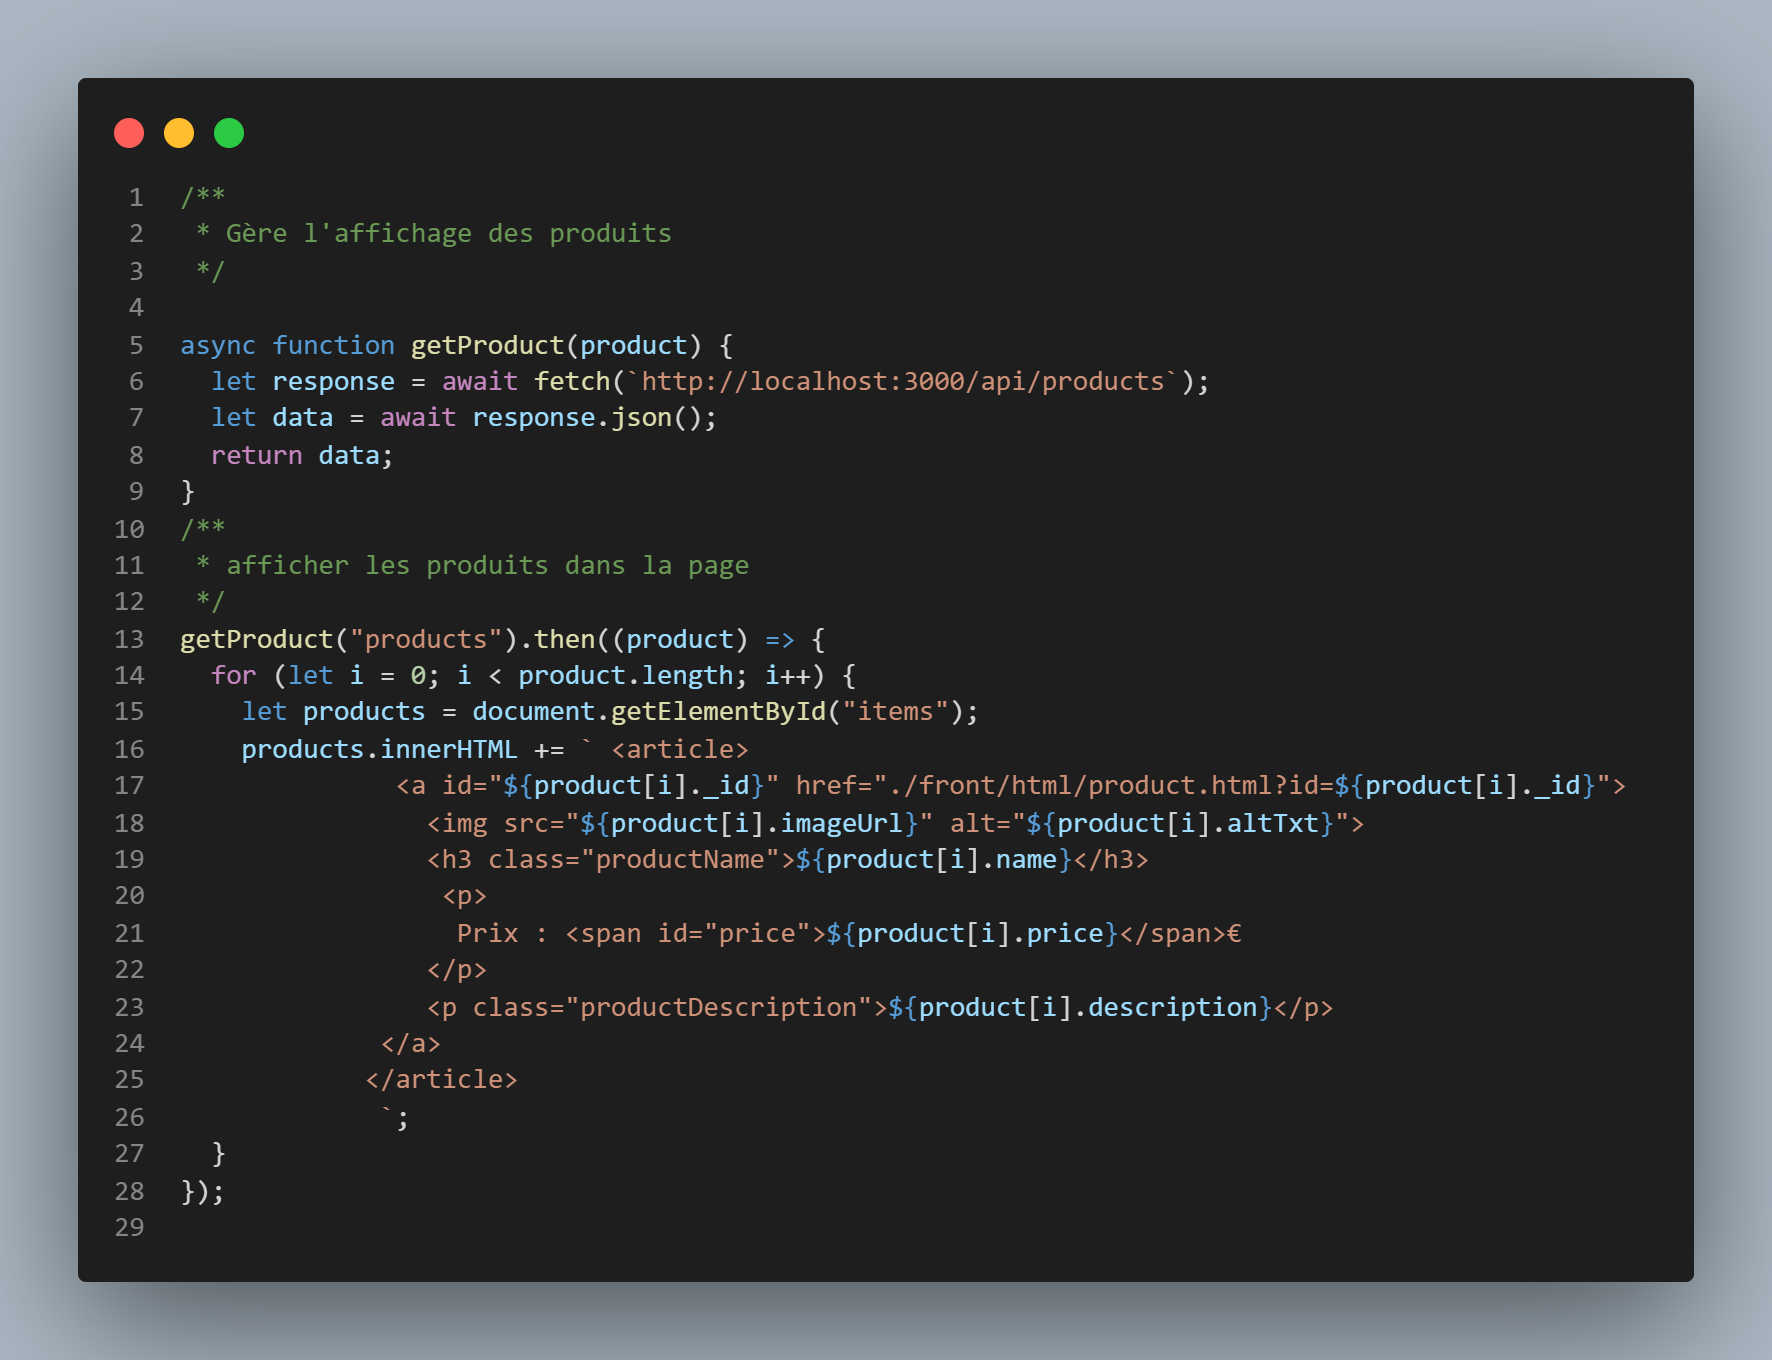 1 /**
2  * Gère l'affichage des produits
3  */
4
5 async function getProduct(product) {
6   let response = await fetch(`http://localhost:3000/api/products`);
7   let data = await response.json();
8   return data;
9 }
10 /**
11  * afficher les produits dans la page
12  */
13 getProduct("products").then((product) => {
14   for (let i = 0; i < product.length; i++) {
15     let products = document.getElementById("items");
16     products.innerHTML += ` <article>
17               <a id="${product[i]._id}" href="./front/html/product.html?id=${product[i]._id}">
18                 <img src="${product[i].imageUrl}" alt="${product[i].altTxt}">
19                 <h3 class="productName">${product[i].name}</h3>
20                  <p>
21                   Prix : <span id="price">${product[i].price}</span>€
22                 </p>
23                 <p class="productDescription">${product[i].description}</p>
24              </a>
25             </article>
26              `;
27   }
28 });
29